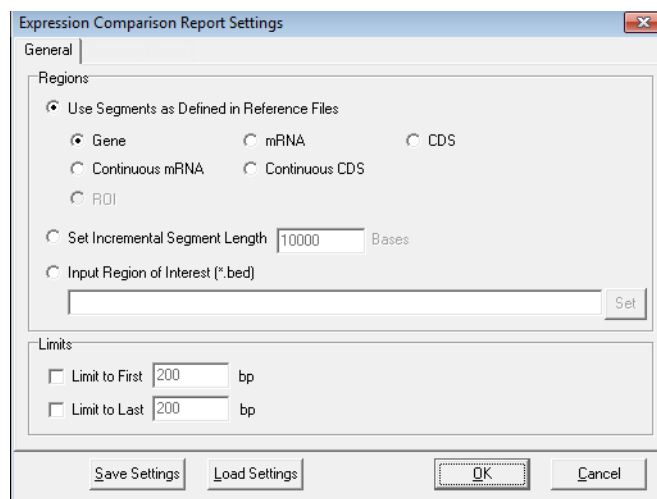 Expression Comparison Report Settings
General
Regions
Use Segments as Defined in Reference Files
Gene mRNA CDS
Continuous mRNA Continuous CDS
ROI
Set Incremental Segment Length 10000 Bases
Input Region of Interest (*.bed)
Set
Limits
Limit to First 200 bp
Limit to Last 200 bp
Save Settings Load Settings OK Cancel